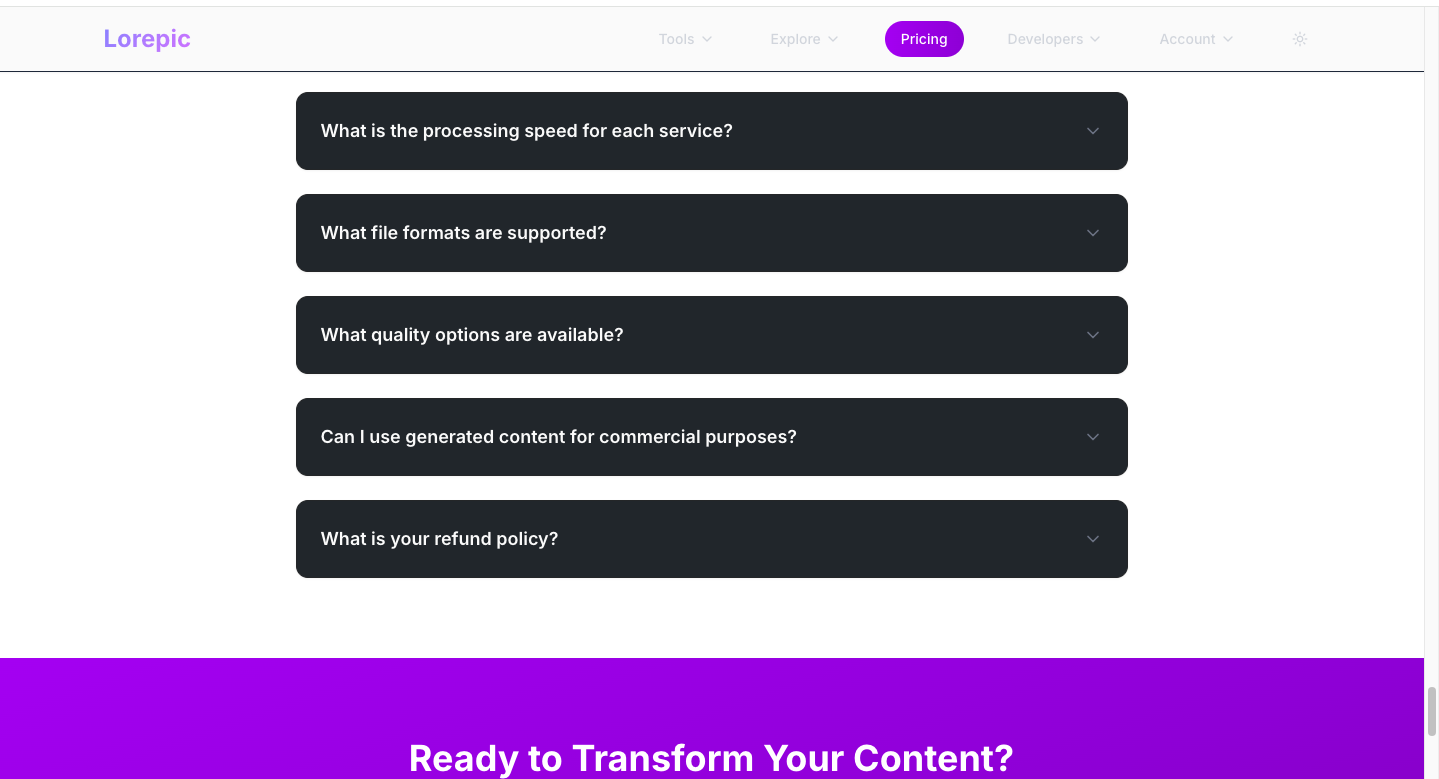 Lorepic
Tools
Explore
Pricing
Developers
Account
What is the processing speed for each service?
What file formats are supported?
What quality options are available?
Can I use generated content for commercial purposes?
What is your refund policy?
Ready to Transform Your Content?